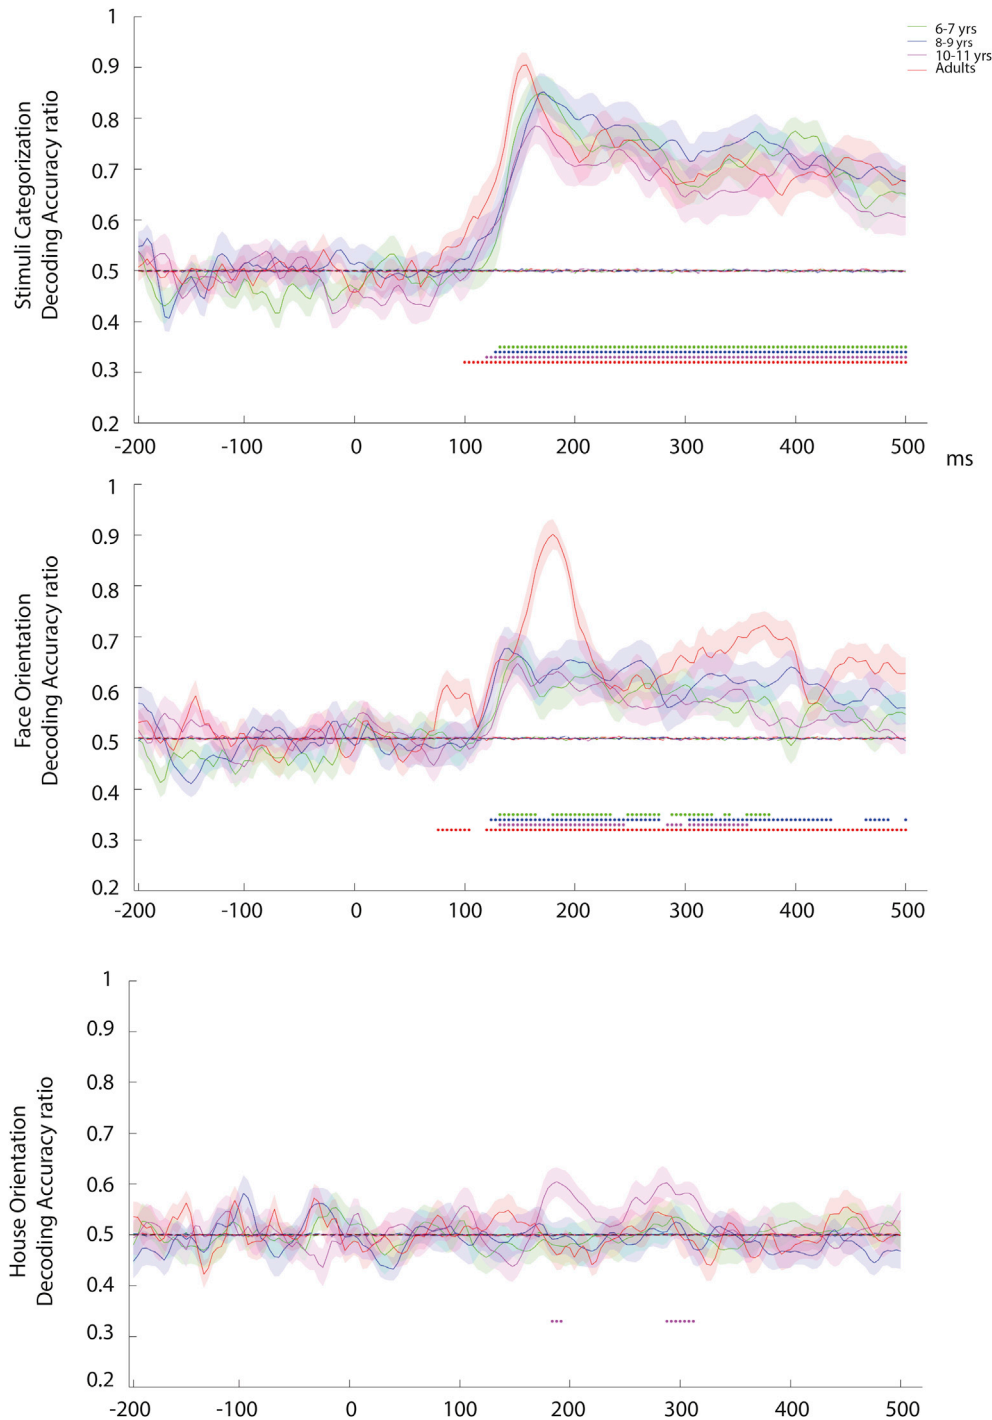 1
0.9
0.8
0.7
0.6
0.5
0.4
0.3
0.2
Stimuli Categorization
Decoding Accuracy ratio
6-7 yrs
8-9 yrs
10-11 yrs
Adults
-200 -100 0 100 200 300 400 500
ms
1
0.9
0.8
0.7
0.6
0.5
0.4
0.3
0.2
Face Orientation
Decoding Accuracy ratio
-200 -100 0 100 200 300 400 500
1
0.9
0.8
0.7
0.6
0.5
0.4
0.3
0.2
House Orientation
Decoding Accuracy ratio
-200 -100 0 100 200 300 400 500